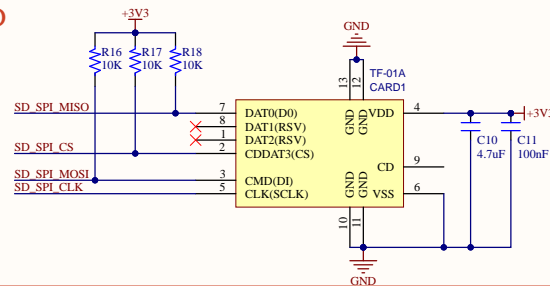 +3V3
GND
R16
10K
R17
10K
R18
10K
13
12
TF-01A
CARD1
SD_SPI_MISO
7
DAT0(D0)
GND
GND
VDD
4
+3V3
8
DAT1(RSV)
1
DAT2(RSV)
SD_SPI_CS
2
CDDAT3(CS)
C10
4.7uF
C11
100nF
CD
9
SD_SPI_MOSI
3
CMD(DI)
GND
GND
SD_SPI_CLK
5
CLK(SCLK)
VSS
6
10
11
GND